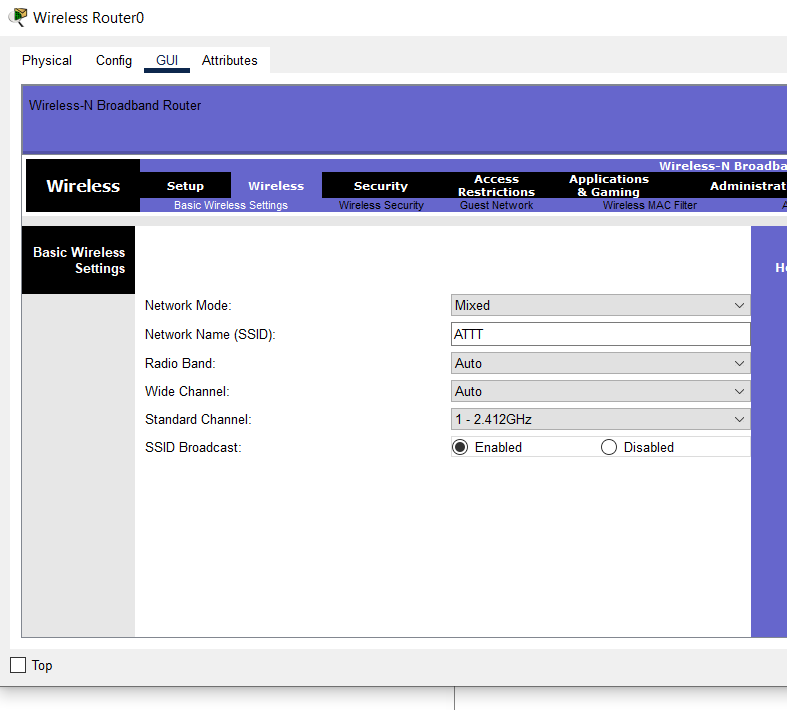 Wireless Router0
Physical Config GUI Attributes
Wireless-N Broadband Router
Wireless-N Broadba
Wireless Setup Wireless Security Access Restrictions Applications & Gaming Administrat
Basic Wireless Settings Wireless Security Guest Network Wireless MAC Filter A
Basic Wireless
Settings
He
Network Mode: Mixed
Network Name (SSID): ATTT
Radio Band: Auto
Wide Channel: Auto
Standard Channel: 1 - 2.412GHz
SSID Broadcast: Enabled Disabled
Top